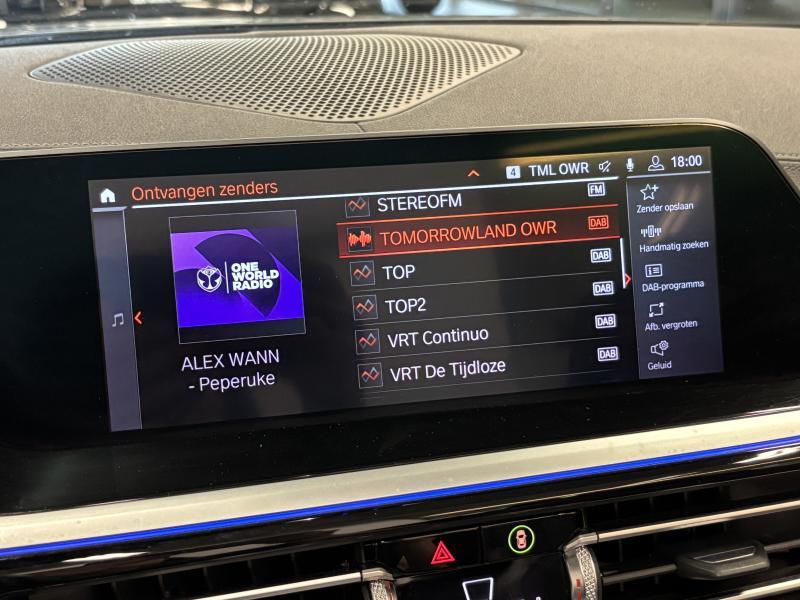 Ontvangen zenders
4 TML OWR 18:00
ONE
WORLD
RADIO
ALEX WANN
- Peperuke
STEREOFM FM
TOMORROWLAND OWR DAB
TOP DAB
TOP2 DAB
VRT Continuo DAB
VRT De Tijdloze DAB
Zender opslaan
Handmatig zoeken
DAB-programma
Afb. vergroten
Geluid